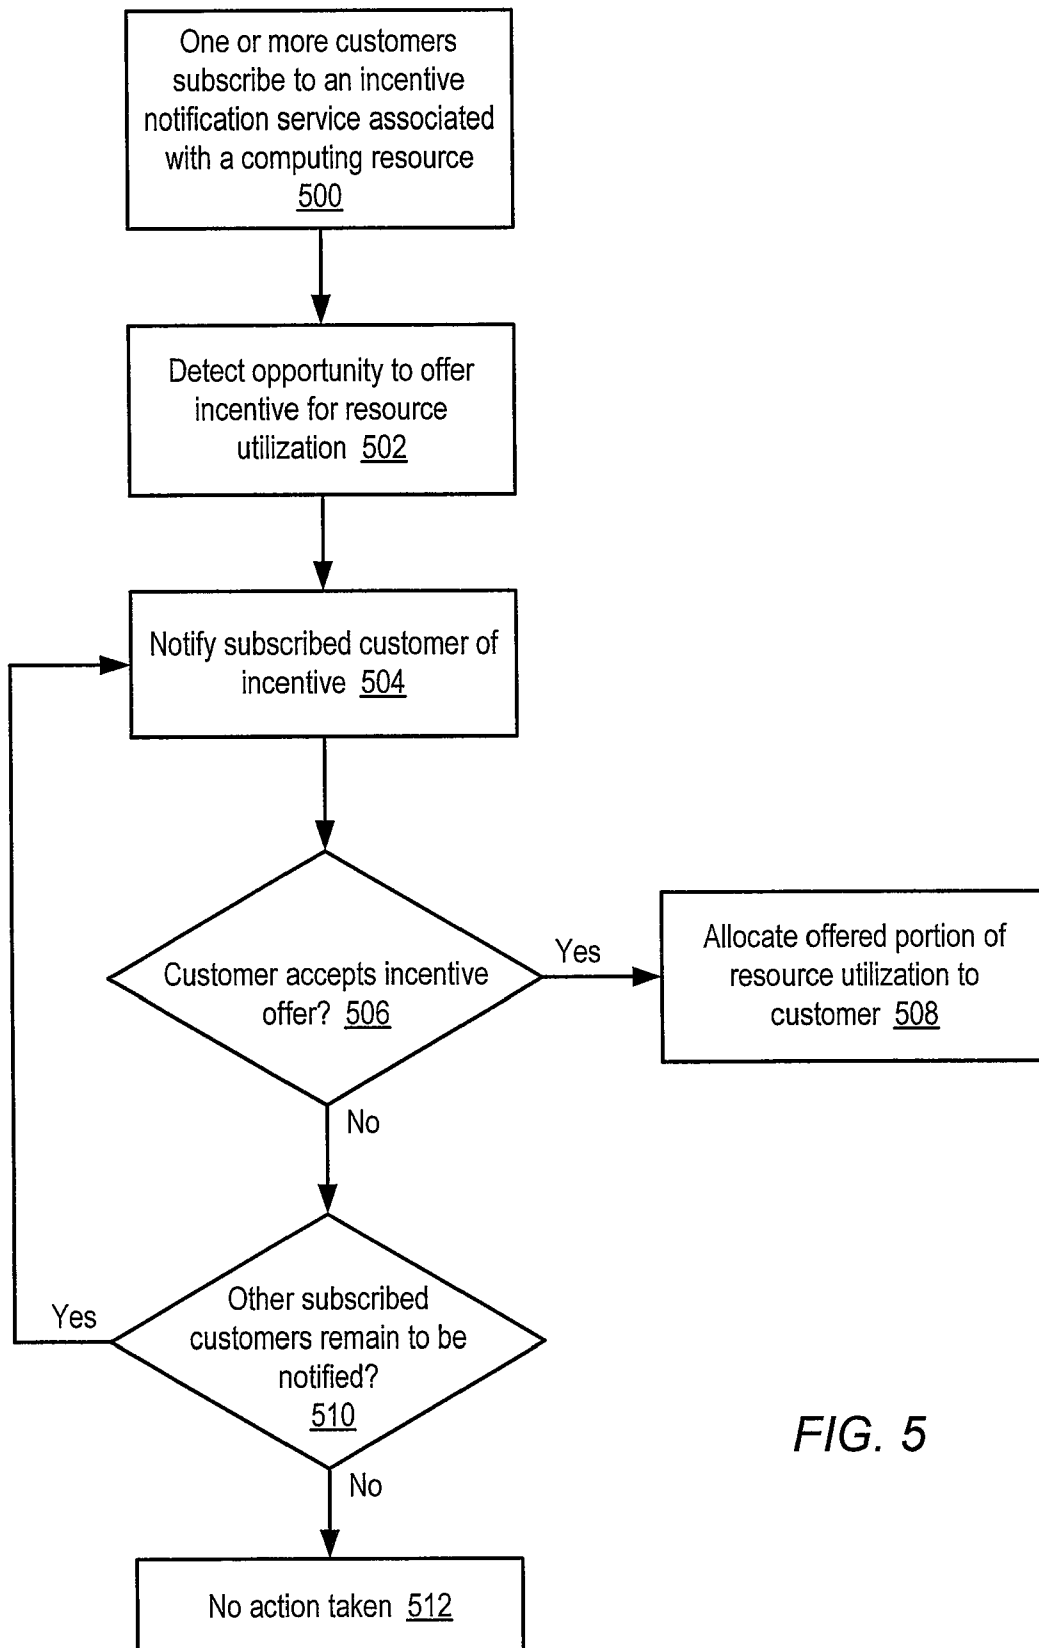 One or more customers
subscribe to an incentive
notification service associated
with a computing resource
500
Detect opportunity to offer
incentive for resource
utilization 502
Notify subscribed customer of
incentive 504
Customer accepts incentive
offer? 506
Yes
Allocate offered portion of
resource utilization to
customer 508
No
Other subscribed
customers remain to be
notified?
510
Yes
No
No action taken 512
FIG. 5